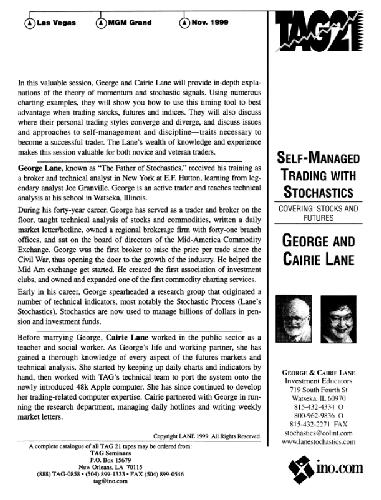 Las Vegas
MGM Grand
Nov. 1999
TAG 21
In this valuable session, George and Cairie Lane will provide in-depth expla-
nations of the theory of momentum and stochastic signals. Using numerous
charting examples, they will show you how to use this timing tool to best
advantage when trading stocks, futures and indices. They will also discuss
where their personal trading styles converge and diverge, and discuss issues
and approaches to self-management and discipline—traits necessary to
become a successful trader. The Lane's wealth of knowledge and experience
makes this session valuable for both novice and veteran traders.
George Lane, known as "The Father of Stochastics," received his training as
a broker and technical analyst in New York at E.F. Hutton, learning from leg-
endary analyst Joe Granville. George is an active trader and teaches technical
analysis at his school in Watseka, Illinois.
During his forty-year career, George has served as a trader and broker on the
floor, taught technical analysis of stocks and commodities, written a daily
market letter/hotline, owned a regional brokerage firm with forty-one branch
offices, and sat on the board of directors of the Mid-America Commodity
Exchange. George was the first broker to raise the price per trade since the
Civil War, thus opening the door to the growth of the industry. He helped the
Mid Am exchange get started. He created the first association of investment
clubs, and owned and expanded one of the first commodity charting services.
Early in his career, George spearheaded a research group that originated a
number of technical indicators, most notably the Stochastic Process (Lane's
Stochastics). Stochastics are now used to manage billions of dollars in pen-
sion and investment funds.
Before marrying George, Cairie Lane worked in the public sector as a
teacher and social worker. As George's life and working partner, she has
gained a thorough knowledge of every aspect of the futures markets and
technical analysis. She started by keeping up daily charts and indicators by
hand, then worked with TAG's technical team to port the system onto the
newly introduced 48k Apple computer. She has since continued to develop
her trading-related computer expertise. Cairie partnered with George in run-
ning the research department, managing daily hotlines and writing weekly
market letters.
Copyright LANE 1999. All Rights Reserved
A complete catalogue of all TAG 21 tapes may be ordered from:
TAG Seminars
P.O. Box 15679
New Orleans, LA 70115
(888) TAG-0858 • (504) 899-1333 • FAX (504) 899-0546
tag@ino.com
SELF-MANAGED
TRADING WITH
STOCHASTICS
COVERING STOCKS AND
FUTURES
GEORGE AND
CAIRIE LANE
GEORGE & CAIRIE LANE
Investment Educators
719 South Fourth St
Watseka, IL 60970
815-432-4334 O
800-962-9836 O
815-432-2271 FAX
stochastics@colint.com
www.lanestochastics.com
ino.com